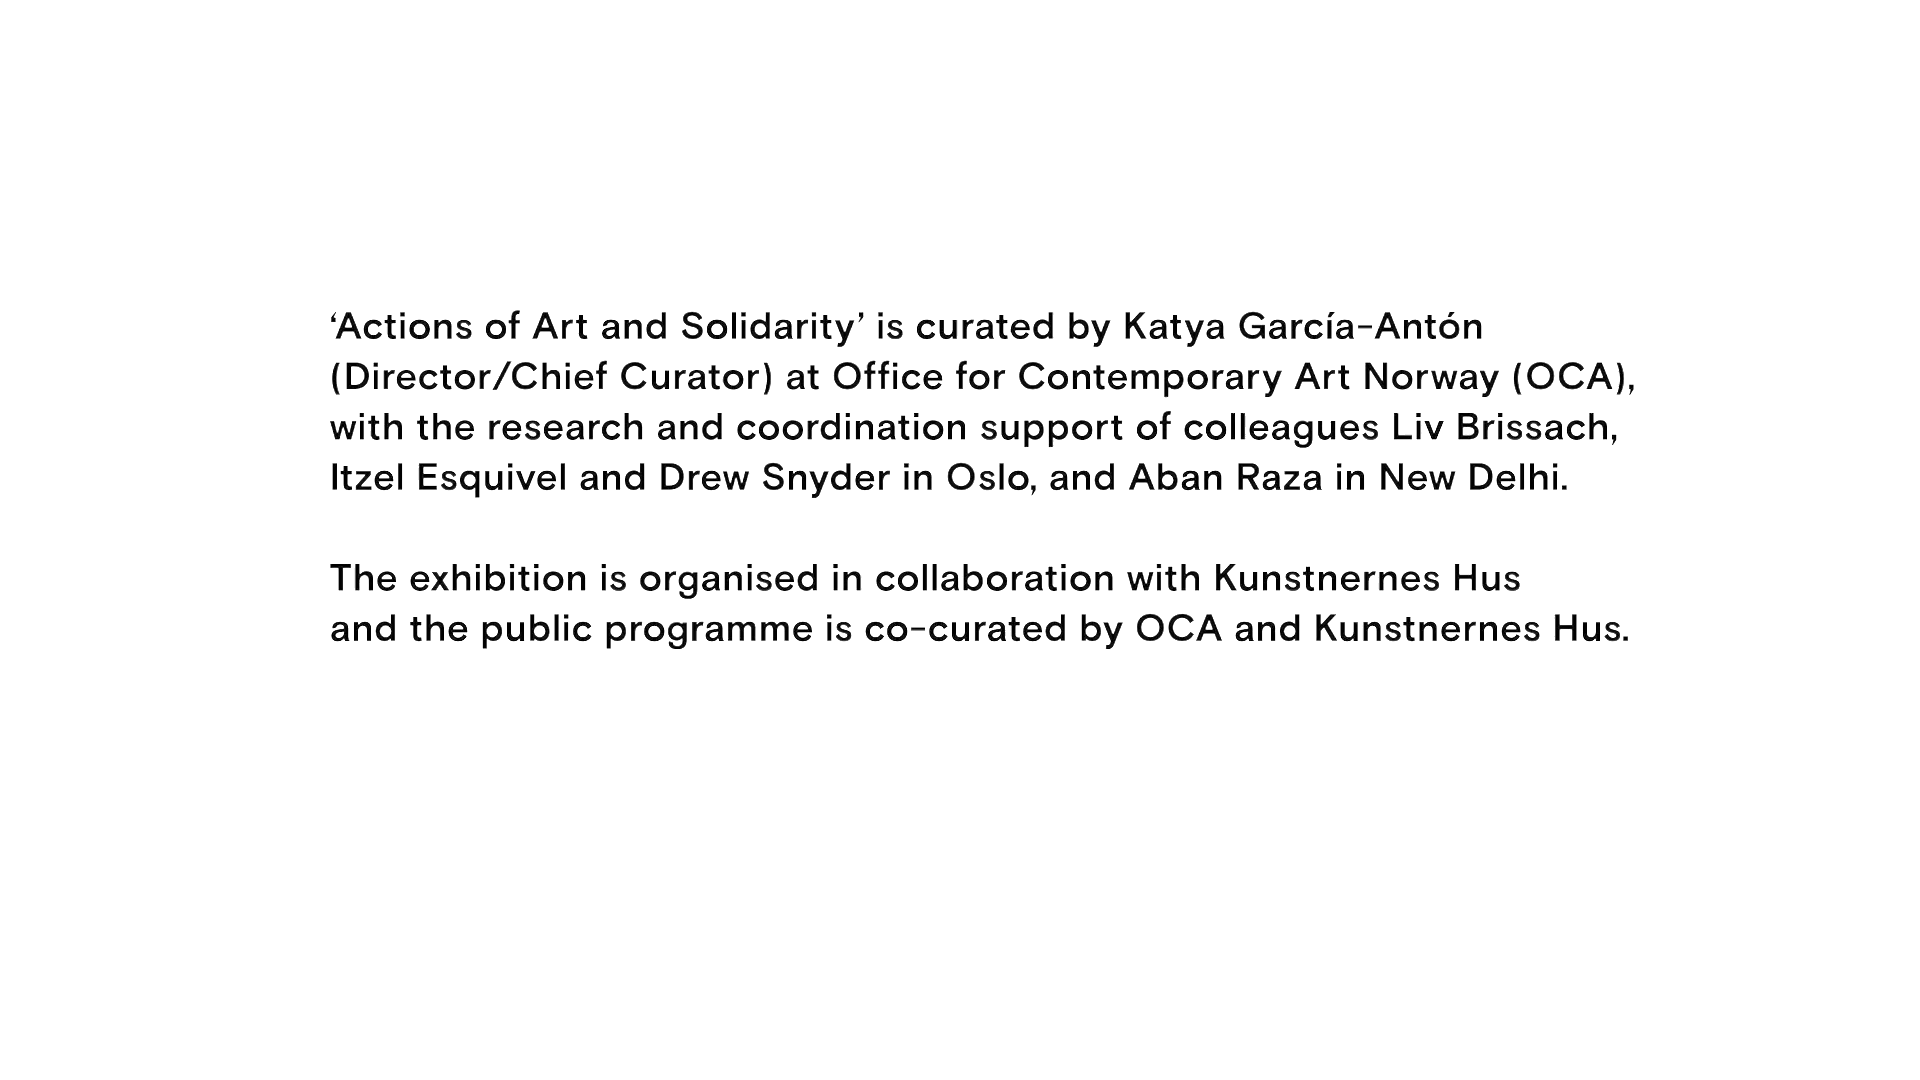 ‘Actions of Art and Solidarity’ is curated by Katya García-Antón
(Director/Chief Curator) at Office for Contemporary Art Norway (OCA),
with the research and coordination support of colleagues Liv Brissach,
Itzel Esquivel and Drew Snyder in Oslo, and Aban Raza in New Delhi.
The exhibition is organised in collaboration with Kunstnernes Hus
and the public programme is co-curated by OCA and Kunstnernes Hus.